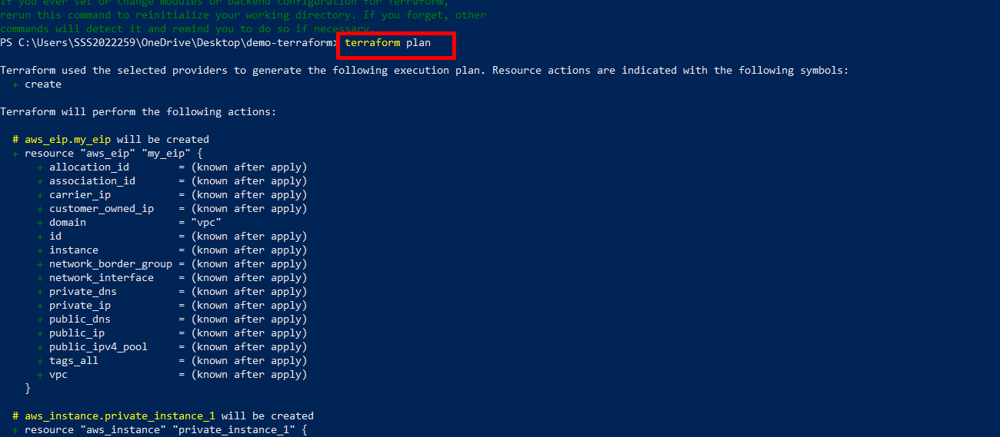 If you ever set or change modules or backend configuration for Terraform,
rerun this command to reinitialize your working directory. If you forget, other
commands will detect it and remind you to do so if necessary.
PS C:\Users\SSS2022259\OneDrive\Desktop\demo-terraform> terraform plan
Terraform used the selected providers to generate the following execution plan. Resource actions are indicated with the following symbols:
+ create
Terraform will perform the following actions:
# aws_eip.my_eip will be created
+ resource "aws_eip" "my_eip" {
+ allocation_id = (known after apply)
+ association_id = (known after apply)
+ carrier_ip = (known after apply)
+ customer_owned_ip = (known after apply)
+ domain = "vpc"
+ id = (known after apply)
+ instance = (known after apply)
+ network_border_group = (known after apply)
+ network_interface = (known after apply)
+ private_dns = (known after apply)
+ private_ip = (known after apply)
+ public_dns = (known after apply)
+ public_ip = (known after apply)
+ public_ipv4_pool = (known after apply)
+ tags_all = (known after apply)
+ vpc = (known after apply)
}
# aws_instance.private_instance_1 will be created
+ resource "aws_instance" "private_instance_1" {